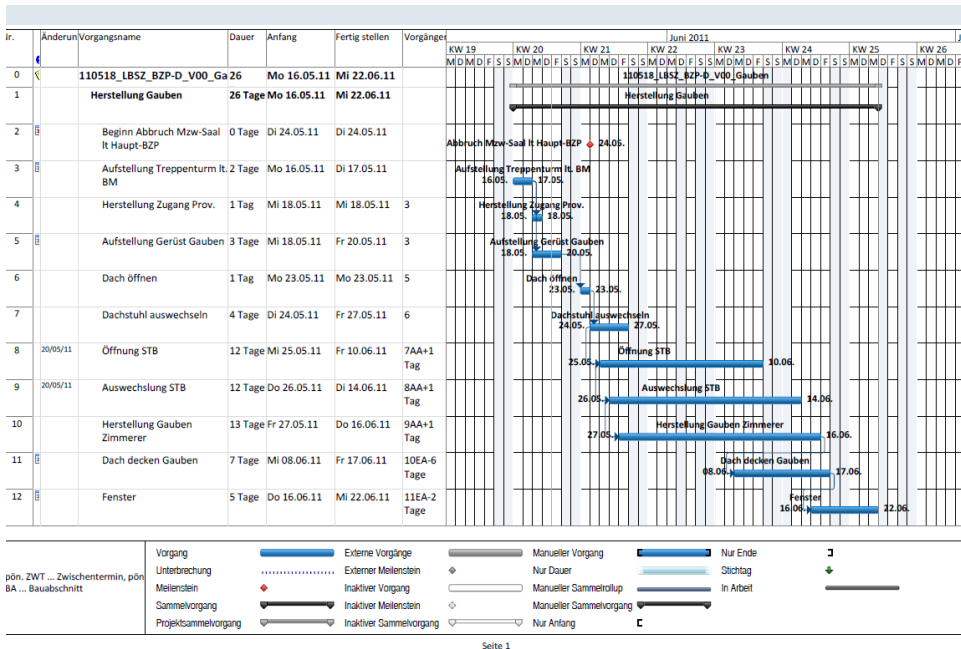 Nr. Änderun Vorgangsname Dauer Anfang Fertig stellen Vorgänger
Juni 2011 J
KW 19 KW 20 KW 21 KW 22 KW 23 KW 24 KW 25 KW 26
M D M D F S S M D M D F S S M D M D F S S M D M D F S S M D M D F S S M D M D F S S M D M D F S S M D M D F
0 110518_LBSZ_BZP-D_V00_Ga 26 Mo 16.05.11 Mi 22.06.11 110518_LBSZ_BZP-D_V00_Gauben
1 Herstellung Gauben 26 Tage Mo 16.05.11 Mi 22.06.11 Herstellung Gauben
2 Beginn Abbruch Mzw-Saal 0 Tage Di 24.05.11 Di 24.05.11
lt Haupt-BZP Abbruch Mzw-Saal lt Haupt-BZP 24.05.
3 Aufstellung Treppenturm lt. 2 Tage Mo 16.05.11 Di 17.05.11 Aufstellung Treppenturm lt. BM
BM 16.05. 17.05.
4 Herstellung Zugang Prov. 1 Tag Mi 18.05.11 Mi 18.05.11 3 Herstellung Zugang Prov.
18.05. 18.05.
5 Aufstellung Gerüst Gauben 3 Tage Mi 18.05.11 Fr 20.05.11 3 Aufstellung Gerüst Gauben
18.05. 20.05.
6 Dach öffnen 1 Tag Mo 23.05.11 Mo 23.05.11 5 Dach öffnen
23.05. 23.05.
7 Dachstuhl auswechseln 4 Tage Di 24.05.11 Fr 27.05.11 6 Dachstuhl auswechseln
24.05. 27.05.
8 20/05/11 Öffnung STB 12 Tage Mi 25.05.11 Fr 10.06.11 7AA+1 Öffnung STB
Tag 25.05. 10.06.
9 20/05/11 Auswechslung STB 12 Tage Do 26.05.11 Di 14.06.11 8AA+1 Auswechslung STB
Tag 26.05. 14.06.
10 Herstellung Gauben 13 Tage Fr 27.05.11 Do 16.06.11 9AA+1 Herstellung Gauben Zimmerer
Zimmerer Tag 27.05. 16.06.
11 Dach decken Gauben 7 Tage Mi 08.06.11 Fr 17.06.11 10EA-6 Dach decken Gauben
Tage 08.06. 17.06.
12 Fenster 5 Tage Do 16.06.11 Mi 22.06.11 11EA-2 Fenster
Tage 16.06. 22.06.
Vorgang Externe Vorgänge Manueller Vorgang Nur Ende
Unterbrechung Externer Meilenstein Nur Dauer Stichtag
pön. ZWT ... Zwischentermin, pön
Meilenstein Inaktiver Vorgang Manueller Sammelrollup In Arbeit
BA ... Bauabschnitt
Sammelvorgang Inaktiver Meilenstein Manueller Sammelvorgang
Projektsammelvorgang Inaktiver Sammelvorgang Nur Anfang
Seite 1